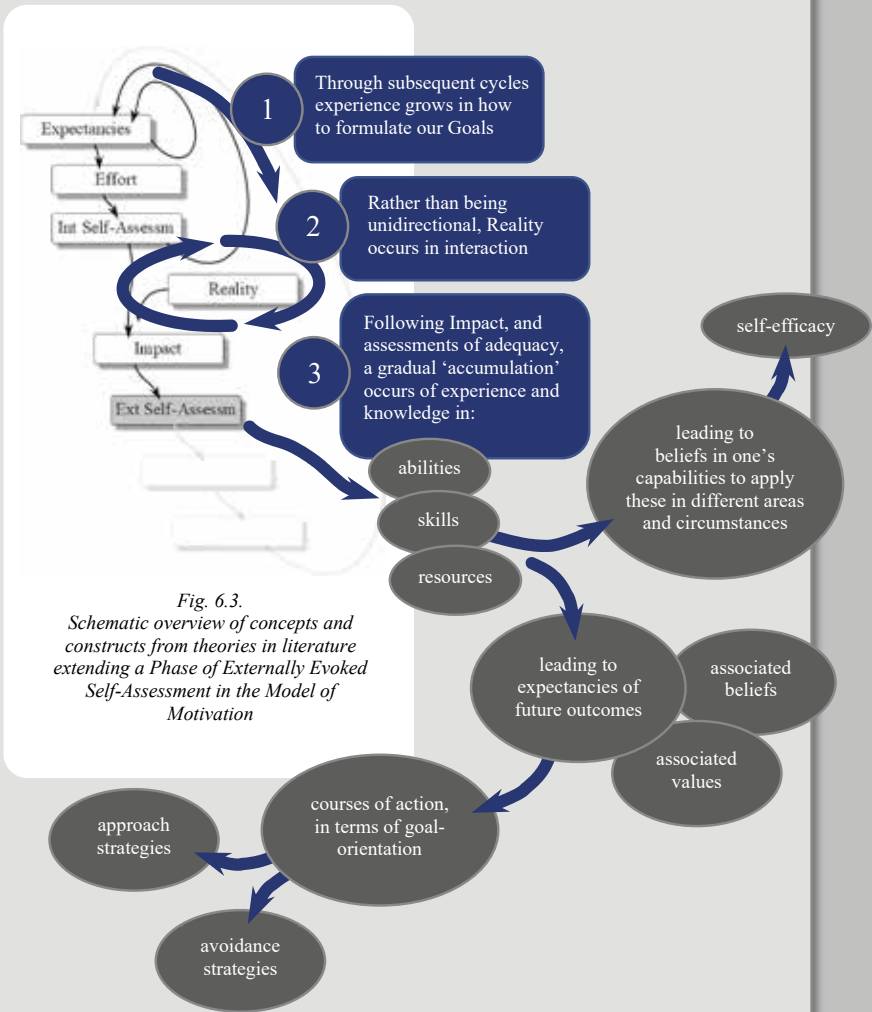 1
Through subsequent cycles
experience grows in how
to formulate our Goals
Expectancies
Effort
Int Self-Assessm
2
Rather than being
unidirectional, Reality
occurs in interaction
Reality
Impact
Ext Self-Assessm
3
Following Impact, and
assessments of adequacy,
a gradual ‘accumulation’
occurs of experience and
knowledge in:
abilities
skills
resources
self-efficacy
leading to
beliefs in one’s
capabilities to apply
these in different areas
and circumstances
Fig. 6.3.
Schematic overview of concepts and
constructs from theories in literature
extending a Phase of Externally Evoked
Self-Assessment in the Model of
Motivation
leading to
expectancies of
future outcomes
associated
beliefs
associated
values
courses of action,
in terms of goal-
orientation
approach
strategies
avoidance
strategies